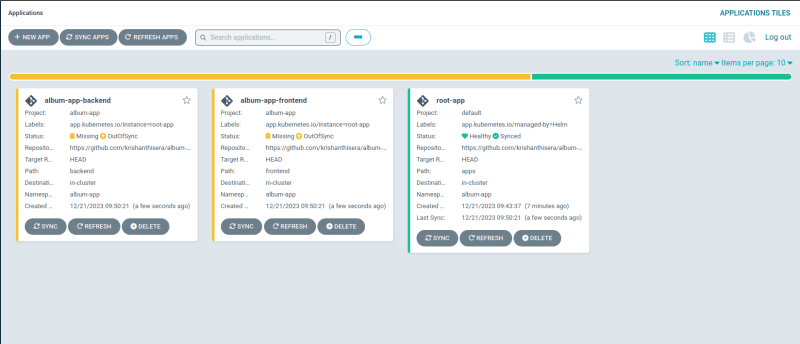 Applications
APPLICATIONS TILES
+ NEW APP
SYNC APPS
REFRESH APPS
Search applications...
/
Log out
Sort: name
Items per page: 10
album-app-backend
Project: album-app
Labels: app.kubernetes.io/instance=root-app
Status: Missing OutOfSync
Reposito... https://github.com/krishanthisera/album-...
Target R... HEAD
Path: backend
Destinati... in-cluster
Namesp... album-app
Created ... 12/21/2023 09:50:21 (a few seconds ago)
SYNC
REFRESH
DELETE
album-app-frontend
Project: album-app
Labels: app.kubernetes.io/instance=root-app
Status: Missing OutOfSync
Reposito... https://github.com/krishanthisera/album-...
Target R... HEAD
Path: frontend
Destinati... in-cluster
Namesp... album-app
Created ... 12/21/2023 09:50:21 (a few seconds ago)
SYNC
REFRESH
DELETE
root-app
Project: default
Labels: app.kubernetes.io/managed-by=Helm
Status: Healthy Synced
Reposito... https://github.com/krishanthisera/album-...
Target R... HEAD
Path: apps
Destinati... in-cluster
Namesp... album-app
Created ... 12/21/2023 09:43:37 (7 minutes ago)
Last Sync: 12/21/2023 09:50:21 (a few seconds ago)
SYNC
REFRESH
DELETE